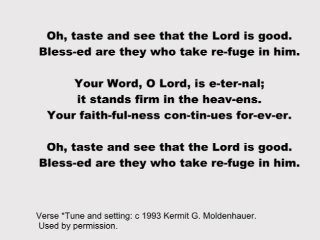 Oh, taste and see that the Lord is good.
Bless-ed are they who take re-fuge in him.
Your Word, O Lord, is e-ter-nal;
it stands firm in the heav-ens.
Your faith-ful-ness con-tin-ues for-ev-er.
Oh, taste and see that the Lord is good.
Bless-ed are they who take re-fuge in him.
Verse *Tune and setting: c 1993 Kermit G. Moldenhauer.
Used by permission.